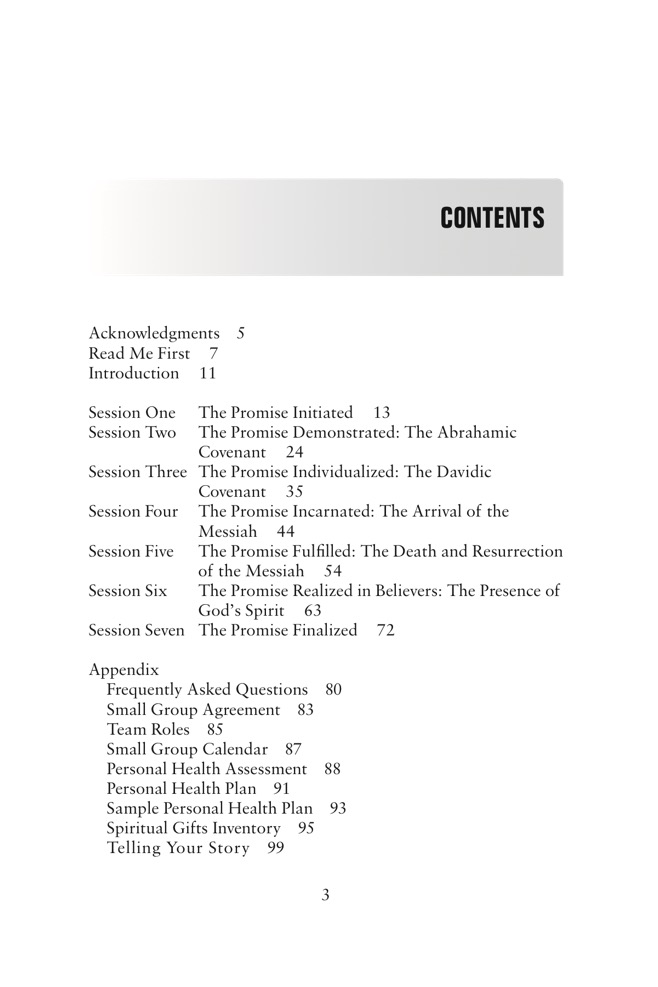 CONTENTS
Acknowledgments 5
Read Me First 7
Introduction 11
Session One The Promise Initiated 13
Session Two The Promise Demonstrated: The Abrahamic
Covenant 24
Session Three The Promise Individualized: The Davidic
Covenant 35
Session Four The Promise Incarnated: The Arrival of the
Messiah 44
Session Five The Promise Fulfilled: The Death and Resurrection
of the Messiah 54
Session Six The Promise Realized in Believers: The Presence of
God’s Spirit 63
Session Seven The Promise Finalized 72
Appendix
Frequently Asked Questions 80
Small Group Agreement 83
Team Roles 85
Small Group Calendar 87
Personal Health Assessment 88
Personal Health Plan 91
Sample Personal Health Plan 93
Spiritual Gifts Inventory 95
Telling Your Story 99
3